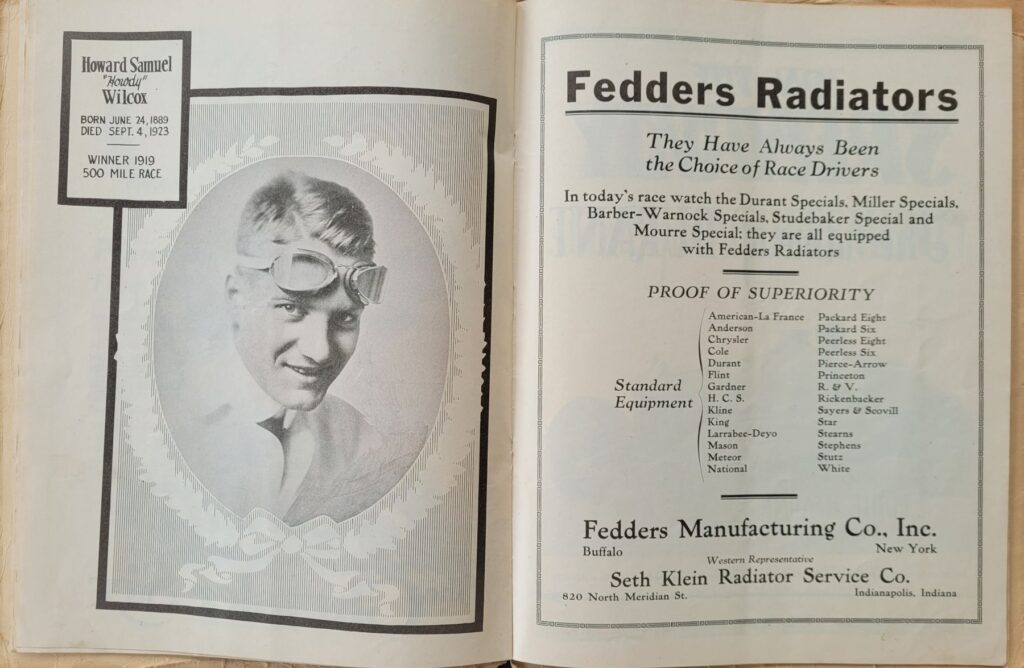 Howard Samuel
"Howdy"
Wilcox
BORN JUNE 24, 1889
DIED SEPT. 4, 1923
WINNER 1919
500 MILE RACE
Fedders Radiators
They Have Always Been
the Choice of Race Drivers
In today's race watch the Durant Specials, Miller Specials,
Barber-Warnock Specials, Studebaker Special and
Mourre Special; they are all equipped
with Fedders Radiators
PROOF OF SUPERIORITY
Standard
Equipment
American-La France
Anderson
Chrysler
Cole
Durant
Flint
Gardner
H. C. S.
Kline
King
Larrabee-Deyo
Mason
Meteor
National
Packard Eight
Packard Six
Peerless Eight
Peerless Six
Pierce-Arrow
Princeton
R. & V.
Rickenbacker
Sayers & Scovill
Star
Stearns
Stephens
Stutz
White
Fedders Manufacturing Co., Inc.
Buffalo New York
Western Representative
Seth Klein Radiator Service Co.
820 North Meridian St. Indianapolis, Indiana